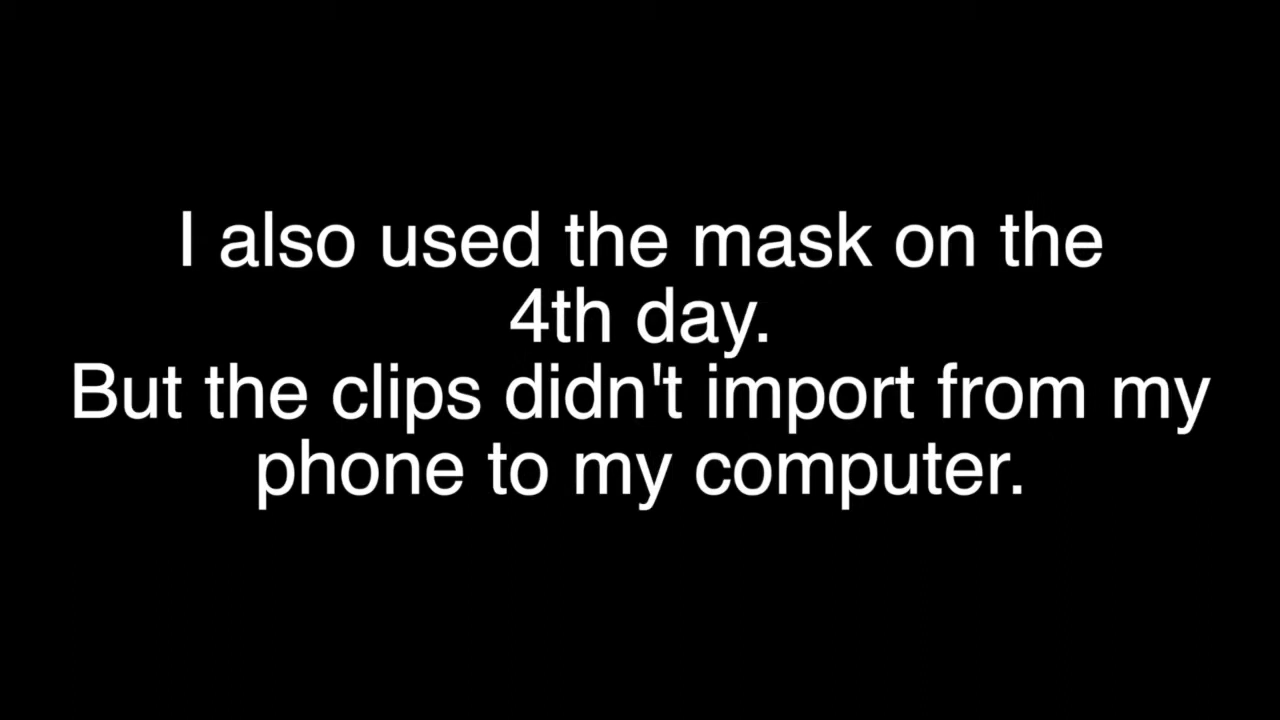 I also used the mask on the
4th day.
But the clips didn't import from my
phone to my computer.